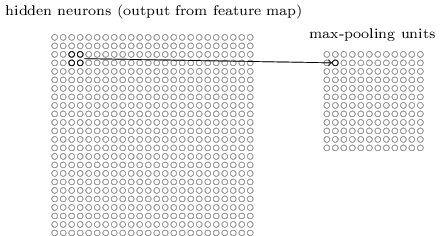 hidden neurons (output from feature map)
max-pooling units